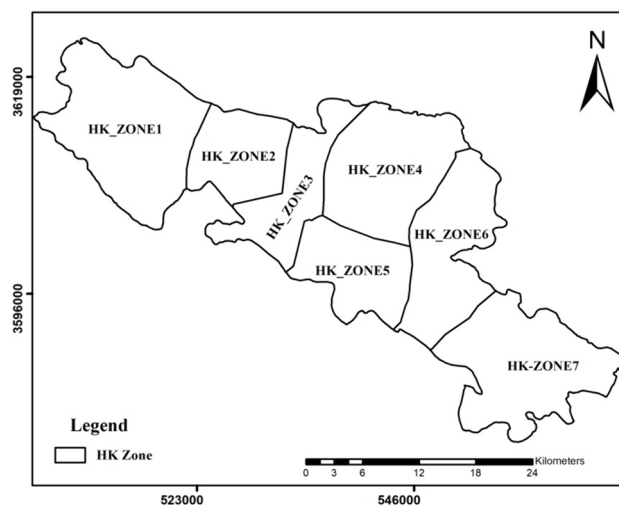 N
3619000
HK_ZONE1
HK_ZONE2
HK_ZONE3
HK_ZONE4
HK_ZONE6
HK_ZONE5
3596000
HK-ZONE7
Legend
HK Zone
Kilometers
0 3 6 12 18 24
523000 546000